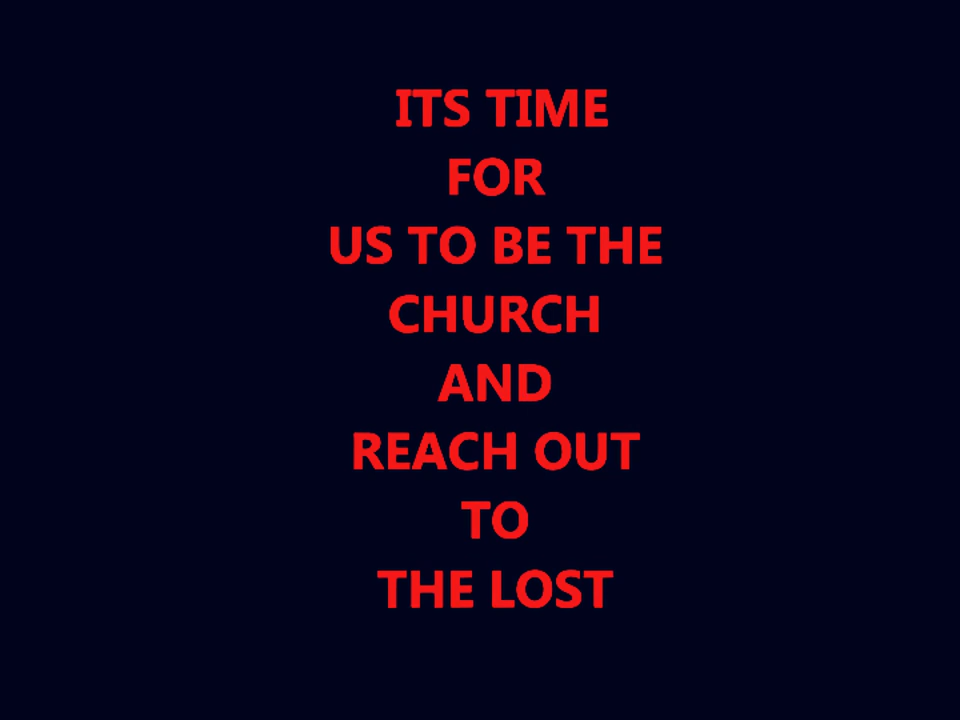 ITS TIME
FOR
US TO BE THE
CHURCH
AND
REACH OUT
TO
THE LOST